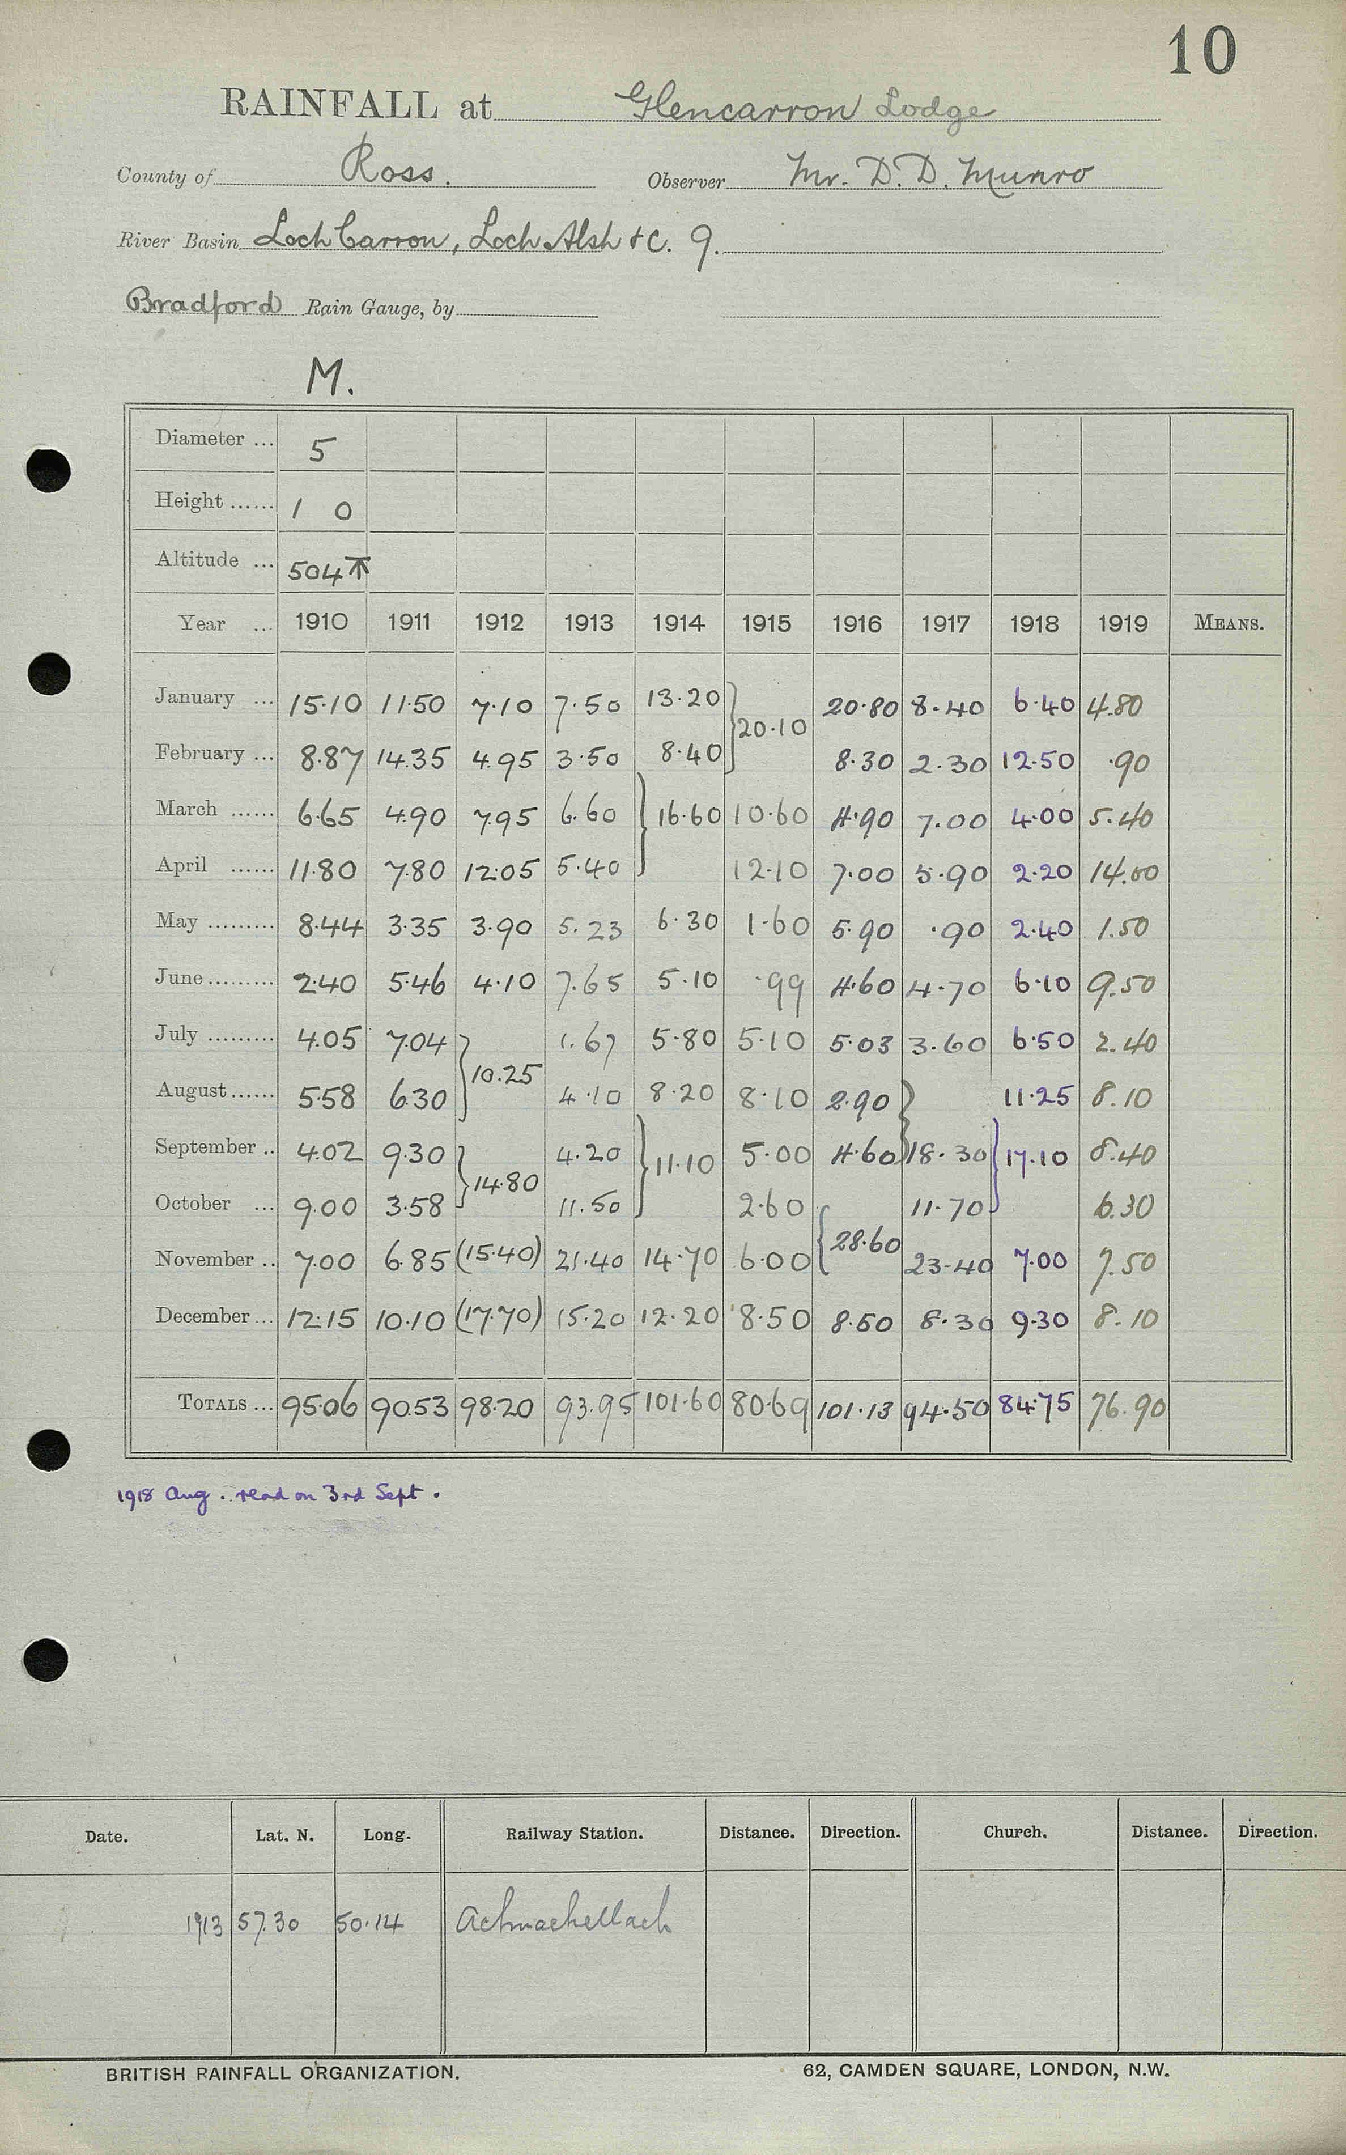 10
RAINFALL at Glencarron Lodge
County of Ross. Observer Mr. D. D. Munro
River Basin Loch Carron, Loch Alsh &c. 9.
Bradford Rain Gauge, by
M.
Diameter ... 5
Height ...... 1 0
Altitude ... 504
Year ... 1910 1911 1912 1913 1914 1915 1916 1917 1918 1919 MEANS.
January ... 15.10 11.50 7.10 7.50 13.20 20.10 20.80 8.40 6.40 4.80
February ... 8.87 14.35 4.95 3.50 8.40 8.30 2.30 12.50 .90
March ...... 6.65 4.90 7.95 6.60 16.60 10.60 4.90 7.00 4.00 5.40
April ...... 11.80 7.80 12.05 5.40 12.10 7.00 5.90 2.20 14.00
May ......... 8.44 3.35 3.90 5.23 6.30 1.60 5.90 .90 2.40 1.50
June ......... 2.40 5.46 4.10 7.65 5.10 .99 4.60 4.70 6.10 9.50
July ......... 4.05 7.04 10.25 1.67 5.80 5.10 5.03 3.60 6.50 2.40
August ...... 5.58 6.30 4.10 8.20 8.10 2.90 11.25 8.10
September .. 4.02 9.30 14.80 4.20 11.10 5.00 4.60 18.30 17.10 8.40
October ... 9.00 3.58 11.50 2.60 28.60 11.70 6.30
November .. 7.00 6.85 (15.40) 21.40 14.70 6.00 23.40 7.00 7.50
December ... 12.15 10.10 (17.70) 15.20 12.20 8.50 8.50 8.30 9.30 8.10
TOTALS ... 95.06 90.53 98.20 93.95 101.60 80.69 101.13 94.50 84.75 76.90
1918 Aug. read on 3rd Sept.
Date. Lat. N. Long. Railway Station. Distance. Direction. Church. Distance. Direction.
1913 57.30 50.14 Achnashellach
BRITISH RAINFALL ORGANIZATION. 62, CAMDEN SQUARE, LONDON, N.W.